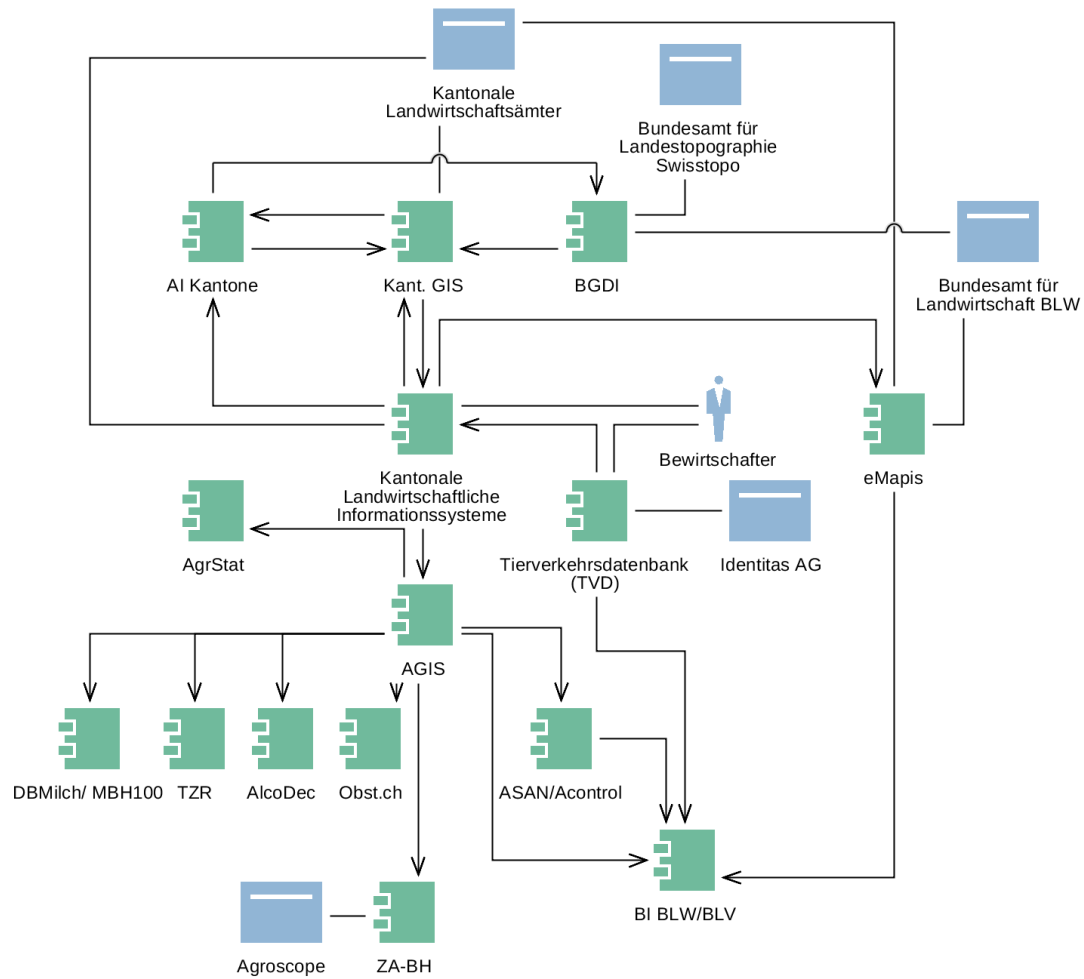 Kantonale
Landwirtschaftsämter
Bundesamt für
Landestopographie
Swisstopo
AI Kantone
Kant. GIS
BGDI
Bundesamt für
Landwirtschaft BLW
Kantonale
Landwirtschaftliche
Informationssysteme
Bewirtschafter
eMapis
AgrStat
Tierverkehrsdatenbank
(TVD)
Identitas AG
AGIS
DBMilch/ MBH100
TZR
AlcoDec
Obst.ch
ASAN/Acontrol
BI BLW/BLV
Agroscope
ZA-BH